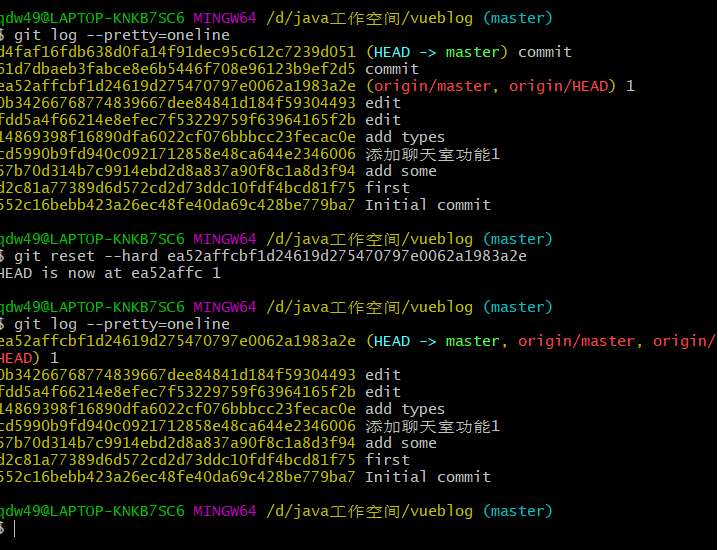 qdw49@LAPTOP-KNKB7SC6 MINGW64 /d/java工作空间/vueblog (master)
$ git log --pretty=oneline
d4faf16fdb638d0fa14f91dec95c612c7239d051 (HEAD -> master) commit
61d7dbaeb3fabce8e6b5446f708e96123b9ef2d5 commit
ea52affcbf1d24619d275470797e0062a1983a2e (origin/master, origin/HEAD) 1
0b34266768774839667dee84841d184f59304493 edit
fdd5a4f66214e8efec7f53229759f63964165f2b edit
14869398f16890dfa6022cf076bbbcc23fecac0e add types
cd5990b9fd940c0921712858e48ca644e2346006 添加聊天室功能1
57b70d314b7c9914ebd2d8a837a90f8c1a8d3f94 add some
d2c81a77389d6d572cd2d73ddc10fdf4bcd81f75 first
552c16bebb423a26ec48fe40da69c428be779ba7 Initial commit
qdw49@LAPTOP-KNKB7SC6 MINGW64 /d/java工作空间/vueblog (master)
$ git reset --hard ea52affcbf1d24619d275470797e0062a1983a2e
HEAD is now at ea52affc 1
qdw49@LAPTOP-KNKB7SC6 MINGW64 /d/java工作空间/vueblog (master)
$ git log --pretty=oneline
ea52affcbf1d24619d275470797e0062a1983a2e (HEAD -> master, origin/master, origin/
HEAD) 1
0b34266768774839667dee84841d184f59304493 edit
fdd5a4f66214e8efec7f53229759f63964165f2b edit
14869398f16890dfa6022cf076bbbcc23fecac0e add types
cd5990b9fd940c0921712858e48ca644e2346006 添加聊天室功能1
57b70d314b7c9914ebd2d8a837a90f8c1a8d3f94 add some
d2c81a77389d6d572cd2d73ddc10fdf4bcd81f75 first
552c16bebb423a26ec48fe40da69c428be779ba7 Initial commit
qdw49@LAPTOP-KNKB7SC6 MINGW64 /d/java工作空间/vueblog (master)
$